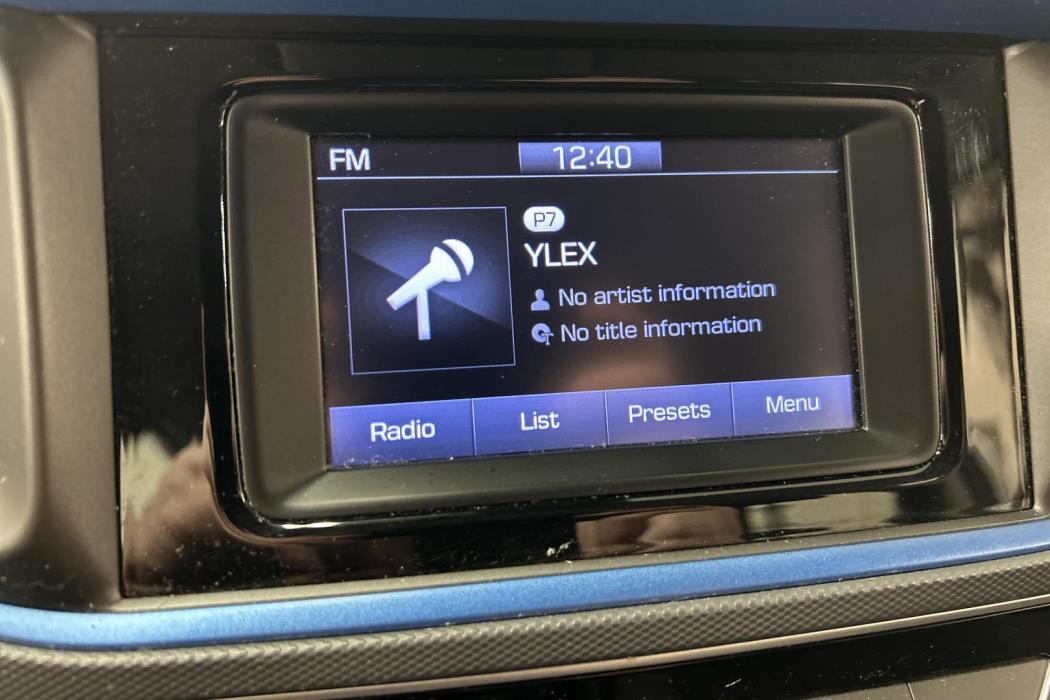 FM 12:40
P7
YLEX
No artist information
No title information
Radio List Presets Menu